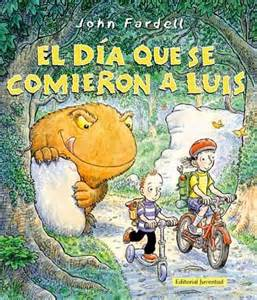 John Fardell
EL DÍA QUE SE
COMIERON A LUIS
Editorial Juventud